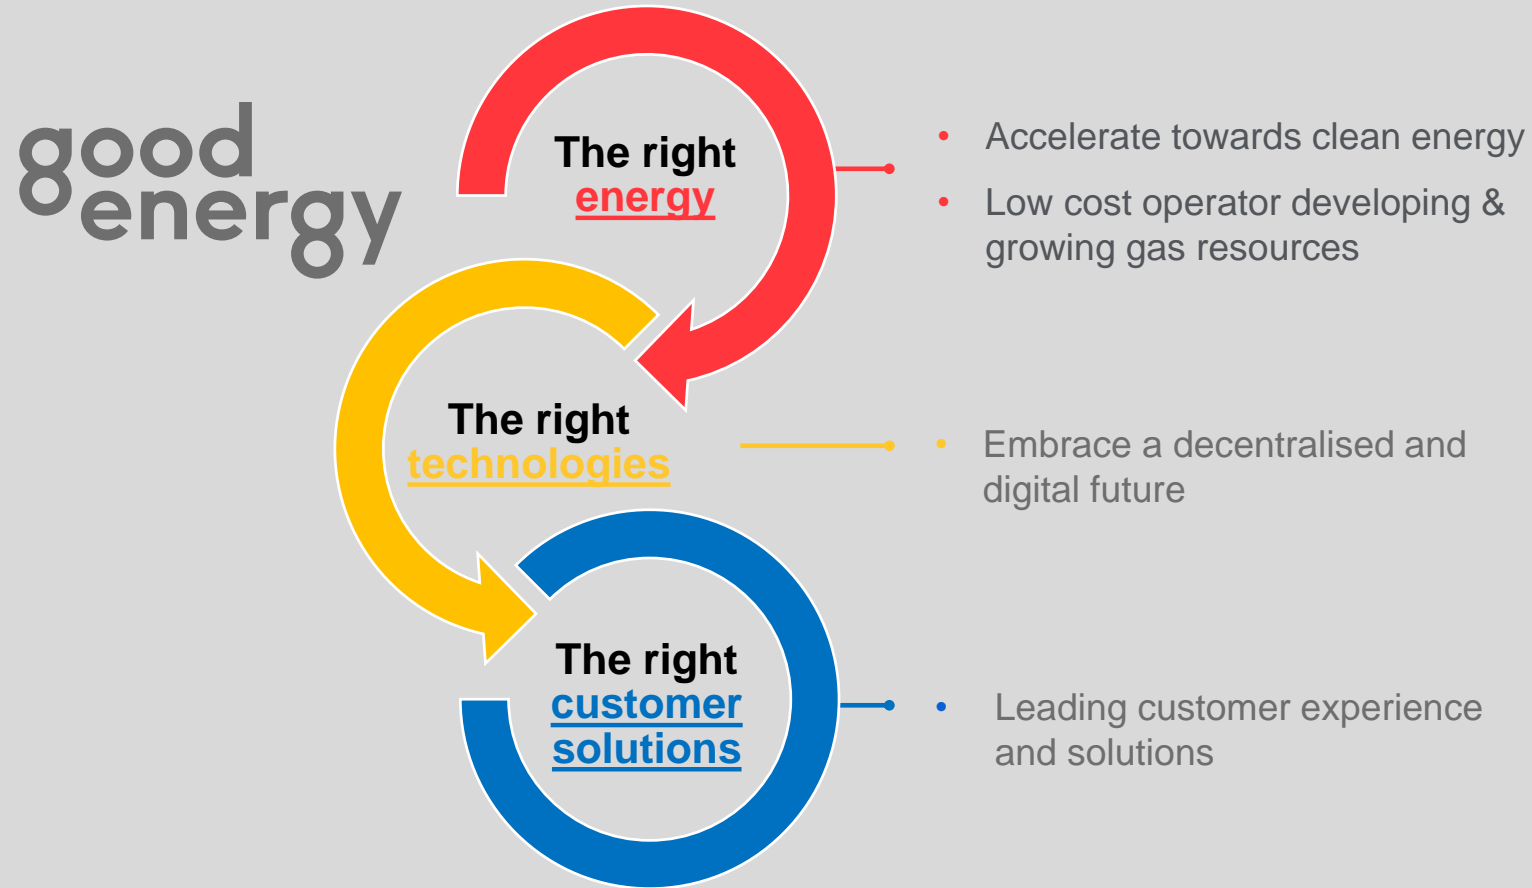 good
energy
The right
energy
• Accelerate towards clean energy
• Low cost operator developing &
growing gas resources
The right
technologies
• Embrace a decentralised and
digital future
The right
customer
solutions
• Leading customer experience
and solutions